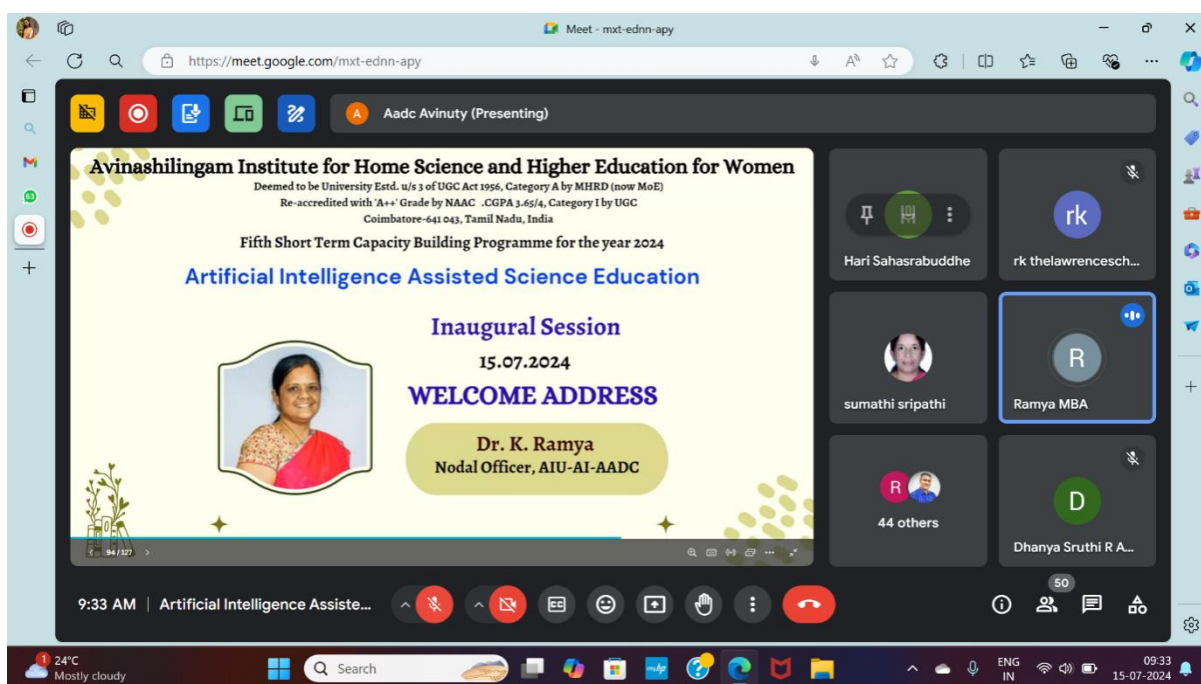 Meet - mxt-ednn-apy
https://meet.google.com/mxt-ednn-apy
A Aadc Avinuty (Presenting)
Avinashilingam Institute for Home Science and Higher Education for Women
Deemed to be University Estd. u/s 3 of UGC Act 1956, Category A by MHRD (now MoE)
Re-accredited with 'A++' Grade by NAAC .CGPA 3.65/4, Category I by UGC
Coimbatore-641 043, Tamil Nadu, India
Fifth Short Term Capacity Building Programme for the year 2024
Artificial Intelligence Assisted Science Education
Inaugural Session
15.07.2024
WELCOME ADDRESS
Dr. K. Ramya
Nodal Officer, AIU-AI-AADC
94 / 127
Hari Sahasrabuddhe
rk
rk thelawrencesch...
sumathi sripathi
R
Ramya MBA
R
44 others
D
Dhanya Sruthi R A...
9:33 AM | Artificial Intelligence Assiste...
CC
50
1
24°C
Mostly cloudy
Search
ENG
IN
09:33
15-07-2024